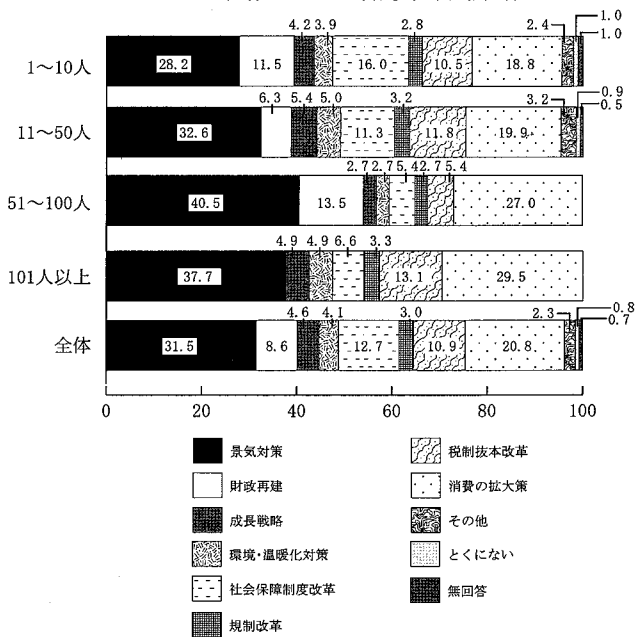 4.2 3.9 2.8 2.4 1.0
1.0
1～10人 28.2 11.5 16.0 10.5 18.8
6.3 5.4 5.0 3.2 3.2 0.9
0.5
11～50人 32.6 11.3 11.8 19.9
2.7 2.7 5.4 2.7 5.4
51～100人 40.5 13.5 27.0
4.9 4.9 6.6 3.3
101人以上 37.7 13.1 29.5
4.6 4.1 3.0 2.3 0.8
0.7
全体 31.5 8.6 12.7 10.9 20.8
0 20 40 60 80 100
景気対策
財政再建
成長戦略
環境・温暖化対策
社会保障制度改革
規制改革
税制抜本改革
消費の拡大策
その他
とくにない
無回答